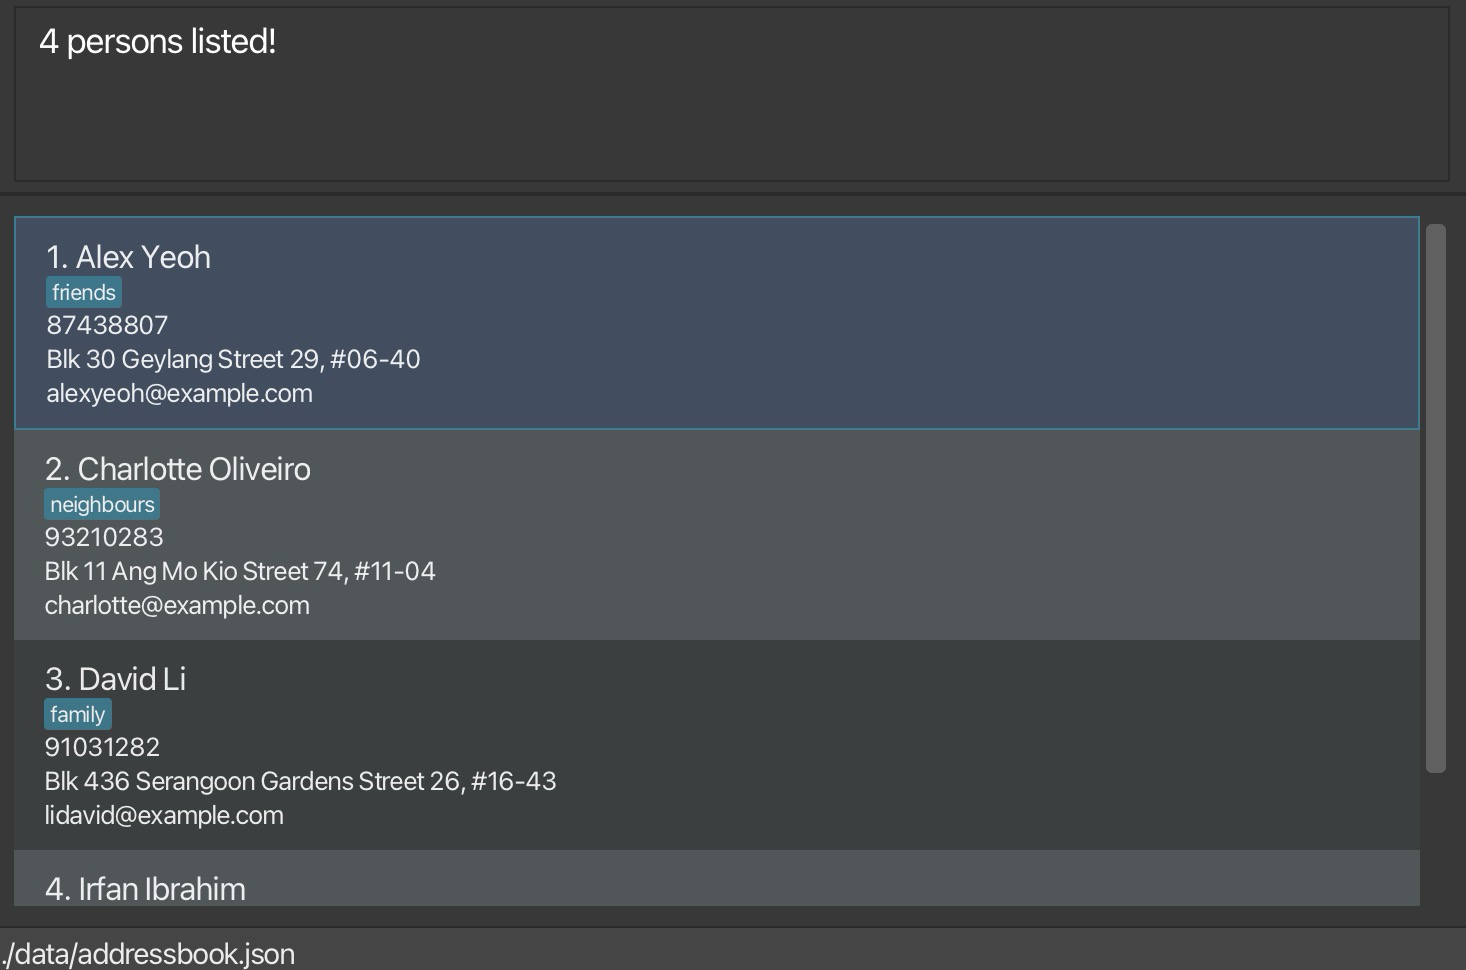 4 persons listed!
1. Alex Yeoh
friends
87438807
Blk 30 Geylang Street 29, #06-40
alexyeoh@example.com
2. Charlotte Oliveiro
neighbours
93210283
Blk 11 Ang Mo Kio Street 74, #11-04
charlotte@example.com
3. David Li
family
91031282
Blk 436 Serangoon Gardens Street 26, #16-43
lidavid@example.com
4. Irfan Ibrahim
./data/addressbook.json